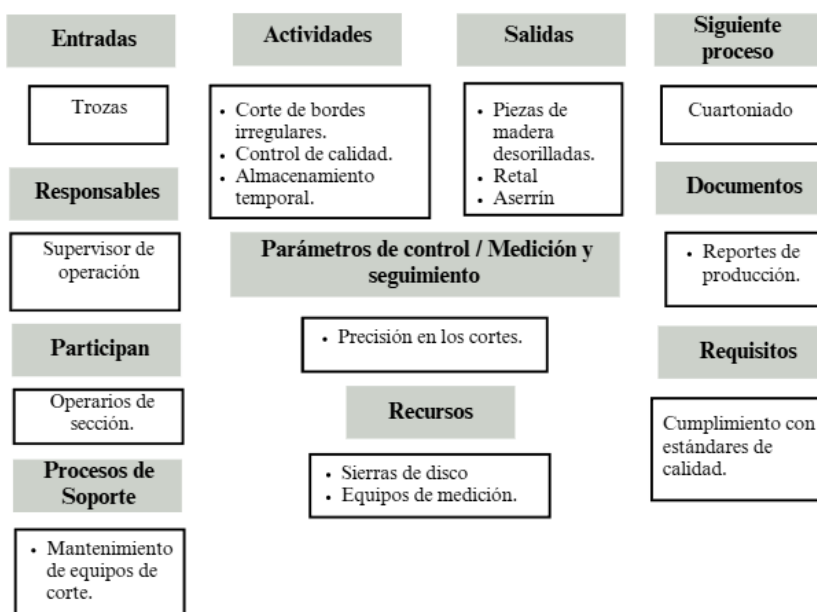 Entradas
Trozas
Responsables
Supervisor de
operación
Participan
Operarios de
sección.
Procesos de
Soporte
• Mantenimiento
de equipos de
corte.
Actividades
• Corte de bordes
irregulares.
• Control de calidad.
• Almacenamiento
temporal.
Salidas
• Piezas de
madera
desorilladas.
• Retal
• Aserrín
Parámetros de control / Medición y
seguimiento
• Precisión en los cortes.
Recursos
• Sierras de disco
• Equipos de medición.
Siguiente
proceso
Cuartoniado
Documentos
• Reportes de
producción.
Requisitos
Cumplimiento con
estándares de
calidad.